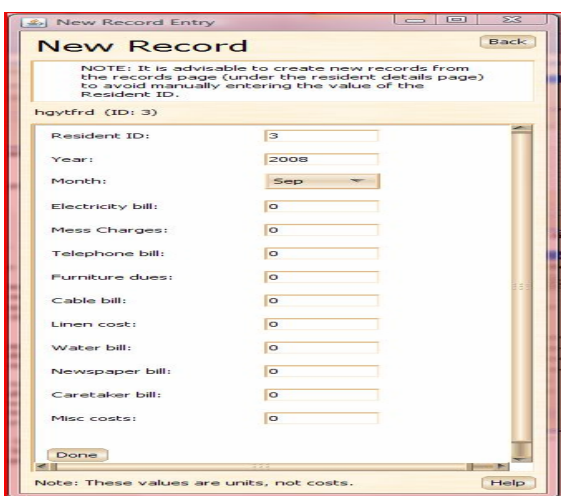 New Record Entry
New Record
Back
NOTE: It is advisable to create new records from
the records page (under the resident details page)
to avoid manually entering the value of the
Resident ID.
hgytfrd (ID: 3)
Resident ID: 3
Year: 2008
Month: Sep
Electricity bill: 0
Mess Charges: 0
Telephone bill: 0
Furniture dues: 0
Cable bill: 0
Linen cost: 0
Water bill: 0
Newspaper bill: 0
Caretaker bill: 0
Misc costs: 0
Done
Note: These values are units, not costs.
Help